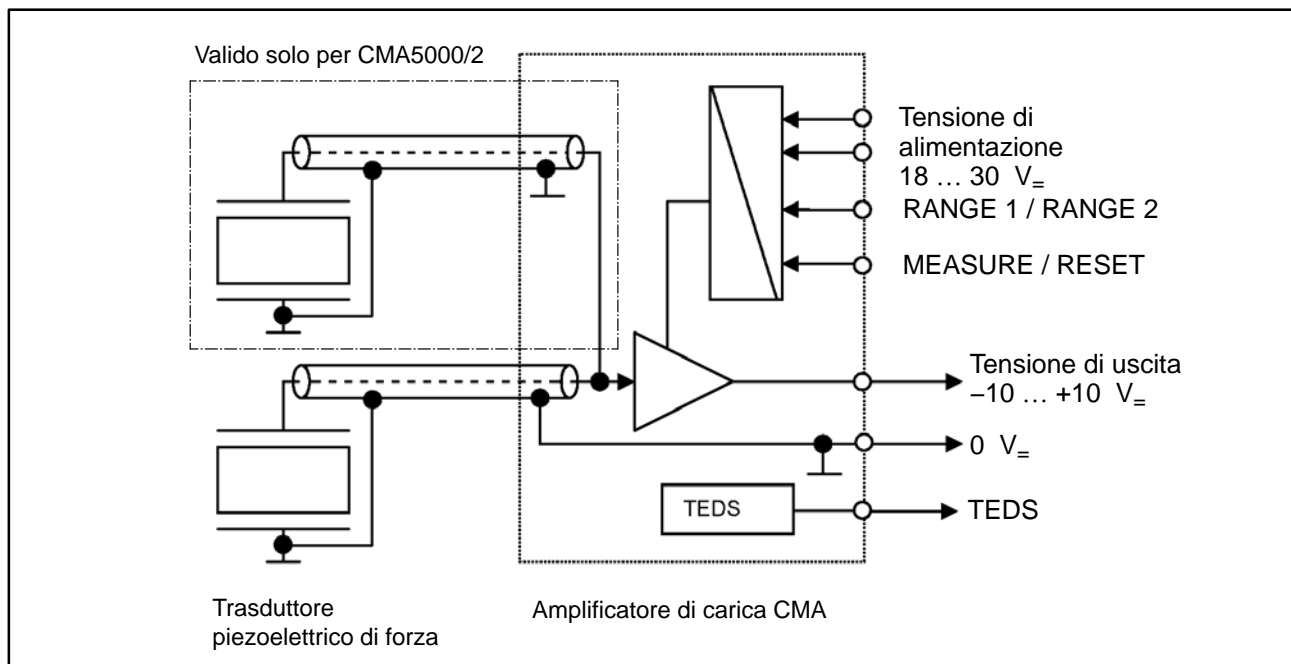 Valido solo per CMA5000/2
Tensione di
alimentazione
18 … 30 V=
RANGE 1 / RANGE 2
MEASURE / RESET
Tensione di uscita
−10 … +10 V=
0 V=
TEDS
TEDS
Trasduttore
piezoelettrico di forza
Amplificatore di carica CMA